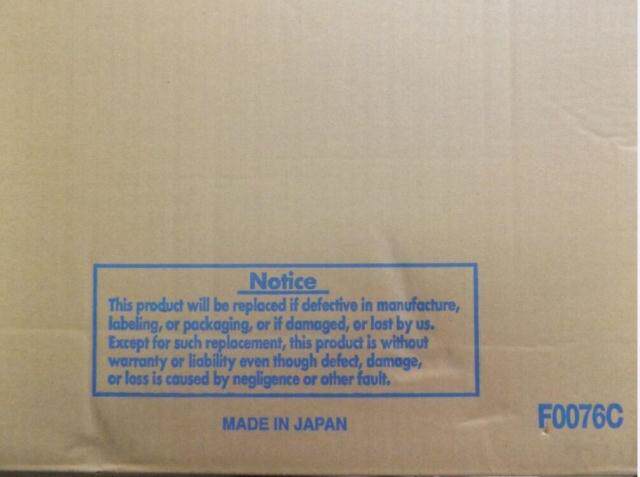 Notice
This product will be replaced if defective in manufacture,
labeling, or packaging, or if damaged, or lost by us.
Except for such replacement, this product is without
warranty or liability even though defect, damage,
or loss is caused by negligence or other fault.
MADE IN JAPAN
F0076C